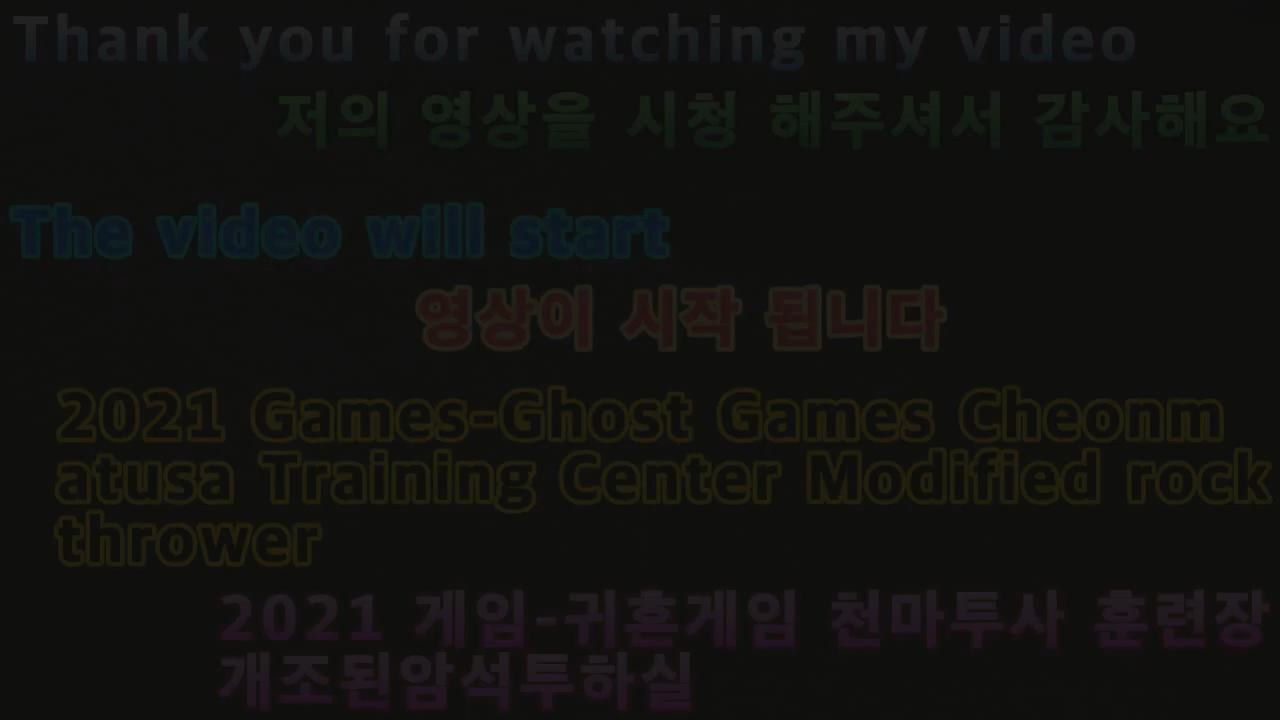 Thank you for watching my video
저의 영상을 시청 해주셔서 감사해요
The video will start
영상이 시작 됩니다
2021 Games-Ghost Games Cheonm
atusa Training Center Modified rock
thrower
2021 게임-귀혼게임 천마투사 훈련장
개조된암석투하실